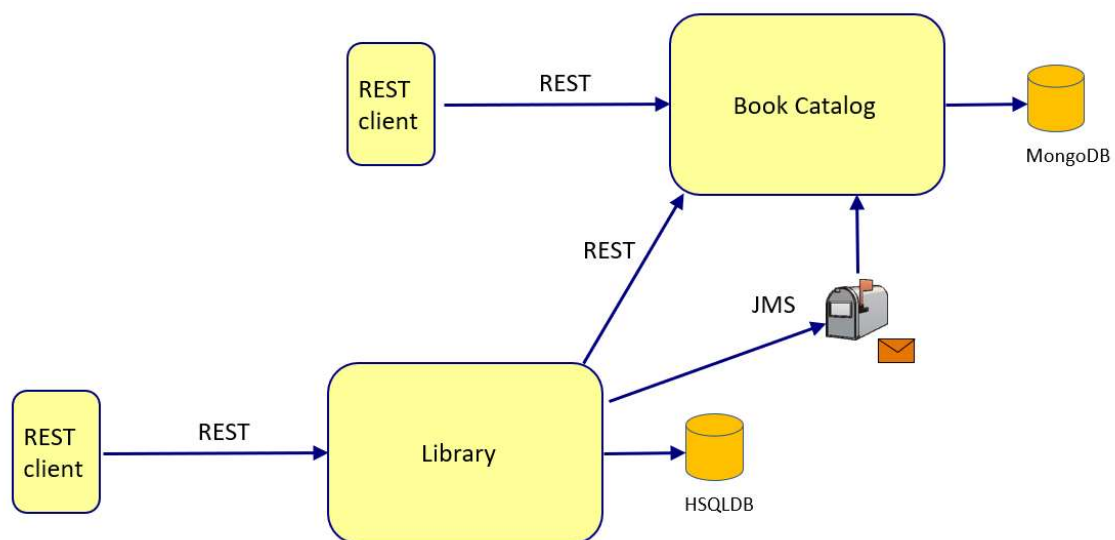 REST
client
REST
Book Catalog
MongoDB
REST
JMS
REST
client
REST
Library
HSQLDB